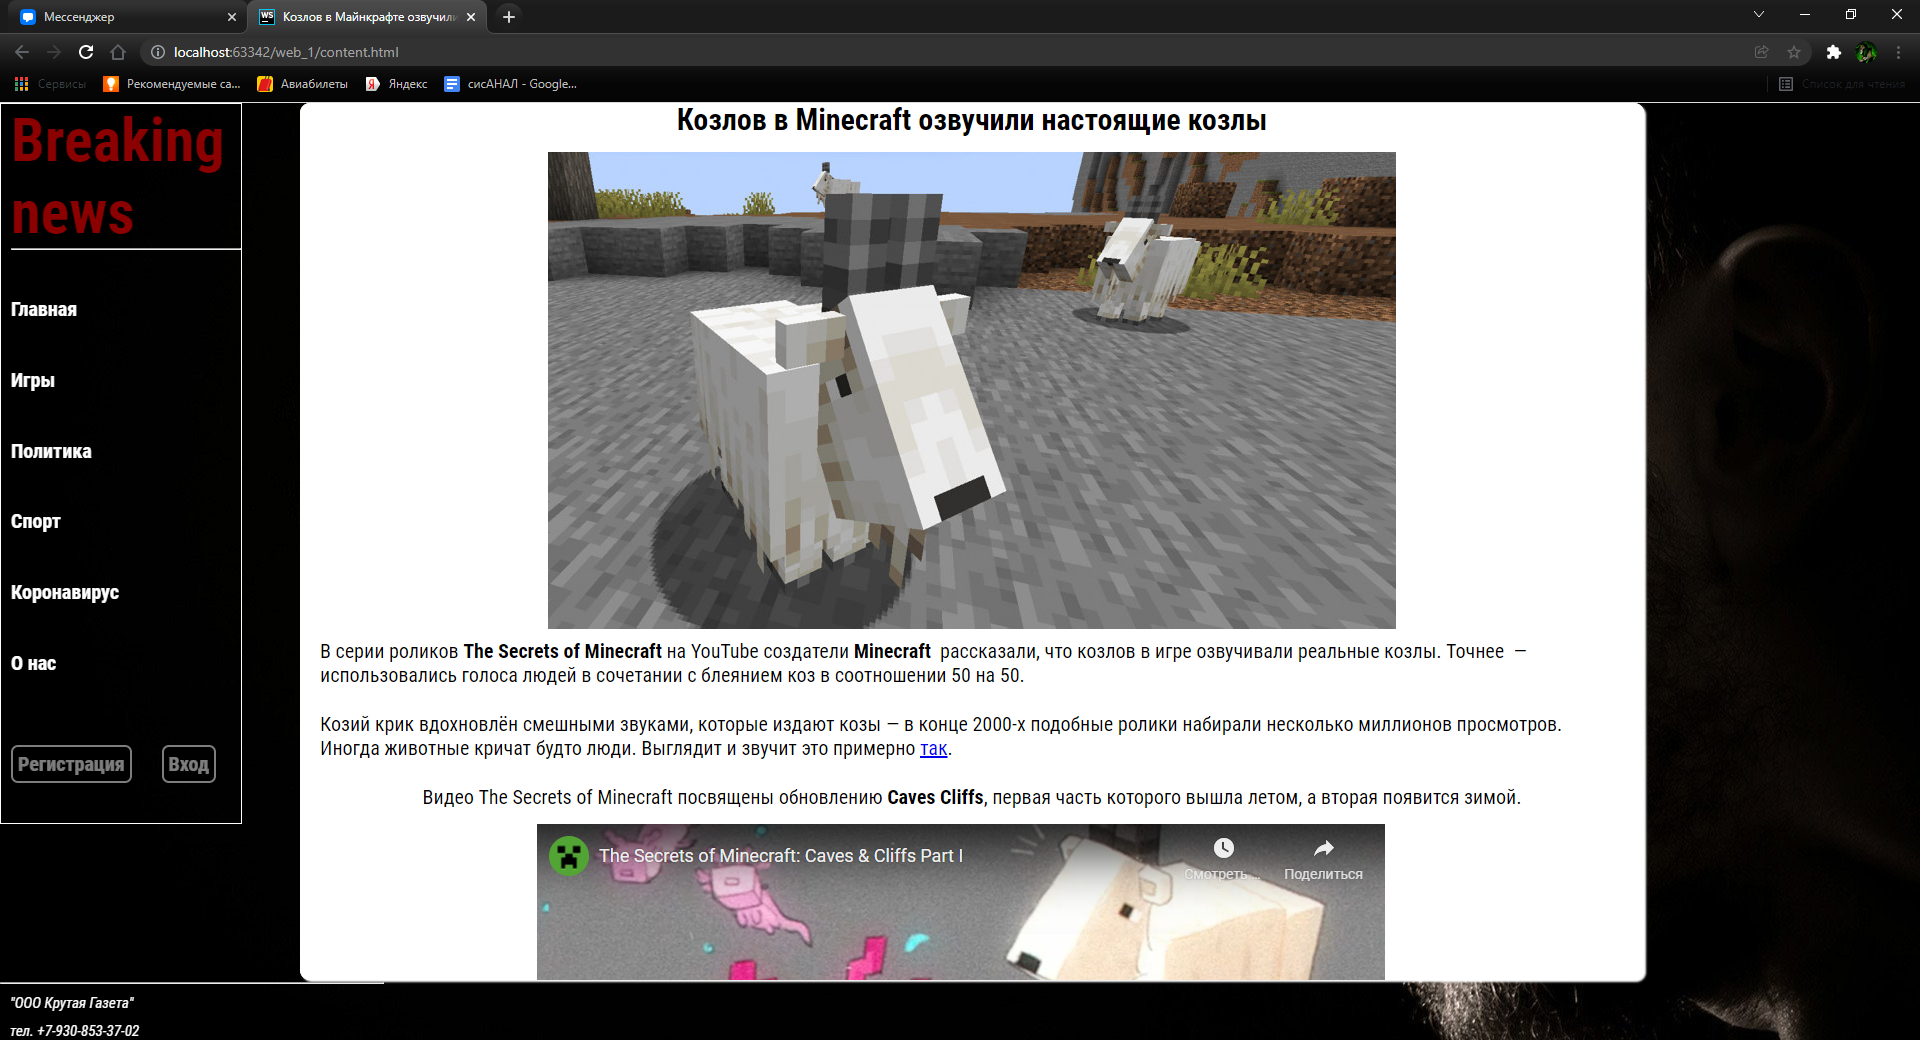 Мессенджер
WS Козлов в Майнкрафте озвучили
localhost:63342/web_1/content.html
Сервисы
Рекомендуемые са...
Авиабилеты
Я Яндекс
сисАНАЛ - Google...
Список для чтения
Breaking
news
Главная
Игры
Политика
Спорт
Коронавирус
О нас
Регистрация
Вход
Козлов в Minecraft озвучили настоящие козлы
В серии роликов The Secrets of Minecraft на YouTube создатели Minecraft рассказали, что козлов в игре озвучивали реальные козлы. Точнее —
использовались голоса людей в сочетании с блеянием коз в соотношении 50 на 50.
Козий крик вдохновлён смешными звуками, которые издают козы — в конце 2000-х подобные ролики набирали несколько миллионов просмотров.
Иногда животные кричат будто люди. Выглядит и звучит это примерно так.
Видео The Secrets of Minecraft посвящены обновлению Caves Cliffs, первая часть которого вышла летом, а вторая появится зимой.
The Secrets of Minecraft: Caves & Cliffs Part I
Смотреть ...
Поделиться
"ООО Крутая Газета"
тел. +7-930-853-37-02